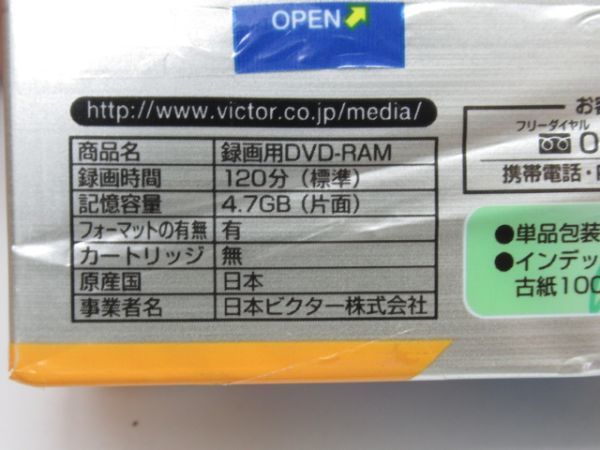 OPEN
http://www.victor.co.jp/media/
商品名 録画用DVD-RAM
録画時間 120分（標準）
記憶容量 4.7GB（片面）
フォーマットの有無 有
カートリッジ 無
原産国 日本
事業者名 日本ビクター株式会社
お客
フリーダイヤル
0
携帯電話・P
●単品包装
●インデッ
古紙100